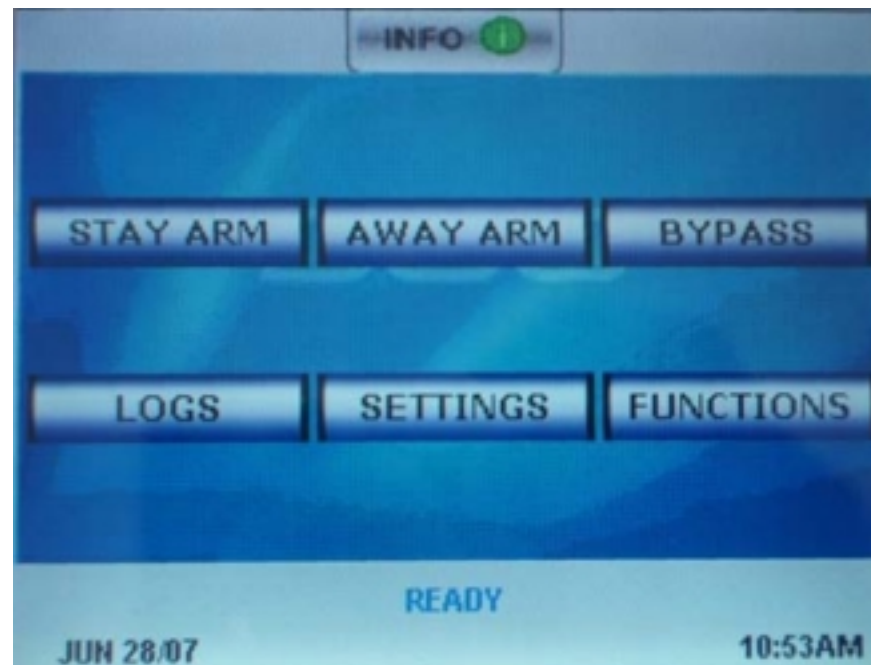 INFO i
STAY ARM AWAY ARM BYPASS
LOGS SETTINGS FUNCTIONS
READY
JUN 28/07 10:53AM